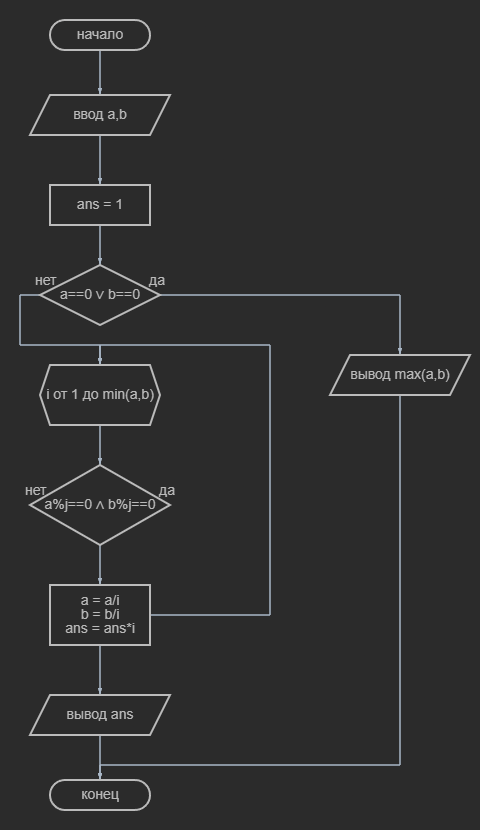 начало
ввод a,b
ans = 1
нет
да
a==0 ∨ b==0
i от 1 до min(a,b)
вывод max(a,b)
нет
да
a%j==0 ∧ b%j==0
a = a/i
b = b/i
ans = ans*i
вывод ans
конец